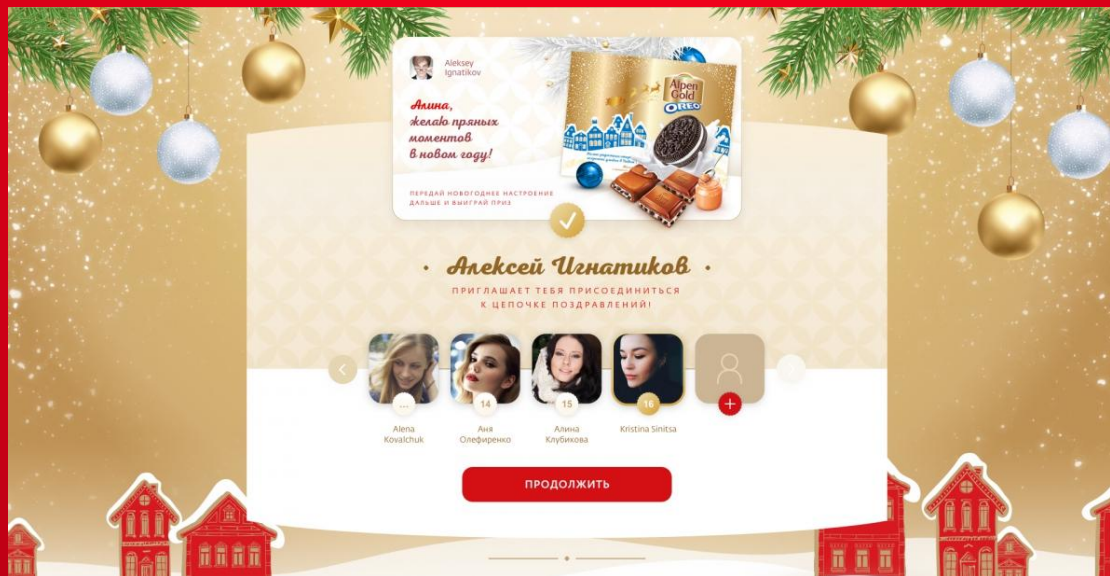 Aleksey
Ignatikov
Алина,
желаю пряных
моментов
в новом году!
ПЕРЕДАЙ НОВОГОДНЕЕ НАСТРОЕНИЕ
ДАЛЬШЕ И ВЫИГРАЙ ПРИЗ
Alpen
Gold
OREO
• Алексей Игнатиков •
ПРИГЛАШАЕТ ТЕБЯ ПРИСОЕДИНИТЬСЯ
К ЦЕПОЧКЕ ПОЗДРАВЛЕНИЙ!
... 14 15 16 +
Alena
Kovalchuk
Аня
Олефиренко
Алина
Клубикова
Kristina Sinitsa
ПРОДОЛЖИТЬ